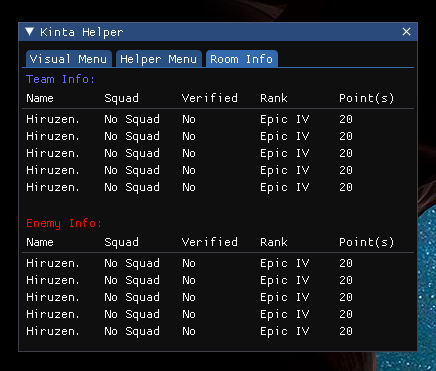 Kinta Helper
Visual Menu Helper Menu Room Info
Team Info:
Name Squad Verified Rank Point(s)
Hiruzen. No Squad No Epic IV 20
Hiruzen. No Squad No Epic IV 20
Hiruzen. No Squad No Epic IV 20
Hiruzen. No Squad No Epic IV 20
Hiruzen. No Squad No Epic IV 20
Enemy Info:
Name Squad Verified Rank Point(s)
Hiruzen. No Squad No Epic IV 20
Hiruzen. No Squad No Epic IV 20
Hiruzen. No Squad No Epic IV 20
Hiruzen. No Squad No Epic IV 20
Hiruzen. No Squad No Epic IV 20